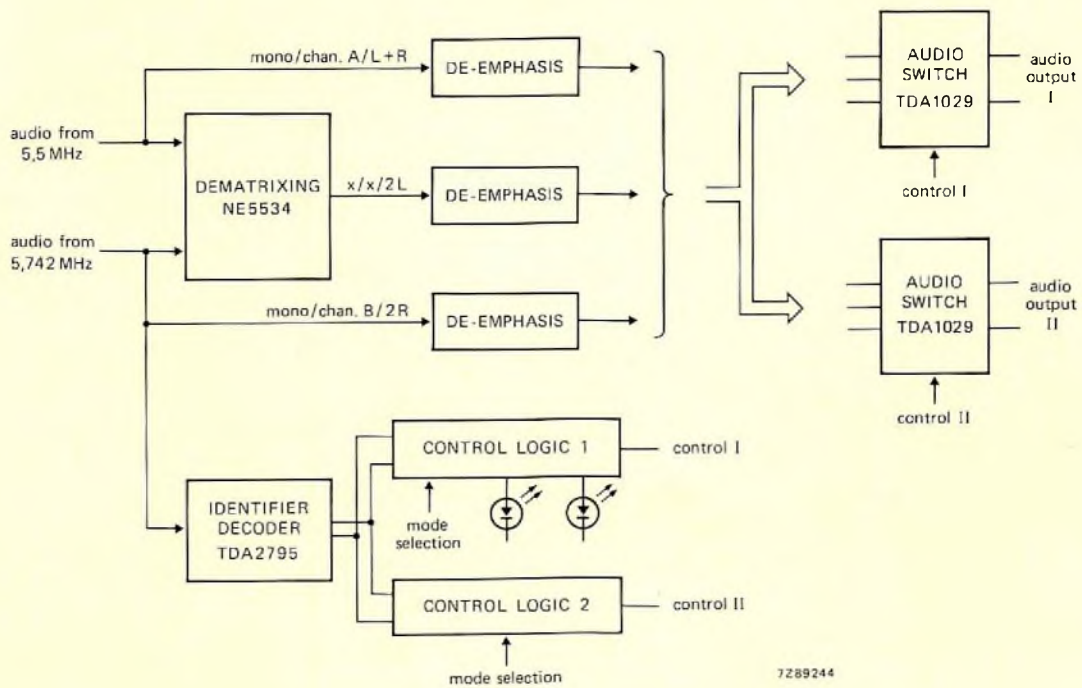 mono/chan. A/L+R
DE-EMPHASIS
audio from
5,5 MHz
DEMATRIXING
NE5534
x/x/2L
DE-EMPHASIS
audio from
5,742 MHz
mono/chan. B/2R
DE-EMPHASIS
AUDIO
SWITCH
TDA1029
audio
output
I
control I
AUDIO
SWITCH
TDA1029
audio
output
II
control II
IDENTIFIER
DECODER
TDA2795
CONTROL LOGIC 1
control I
mode
selection
CONTROL LOGIC 2
control II
mode selection
7Z89244